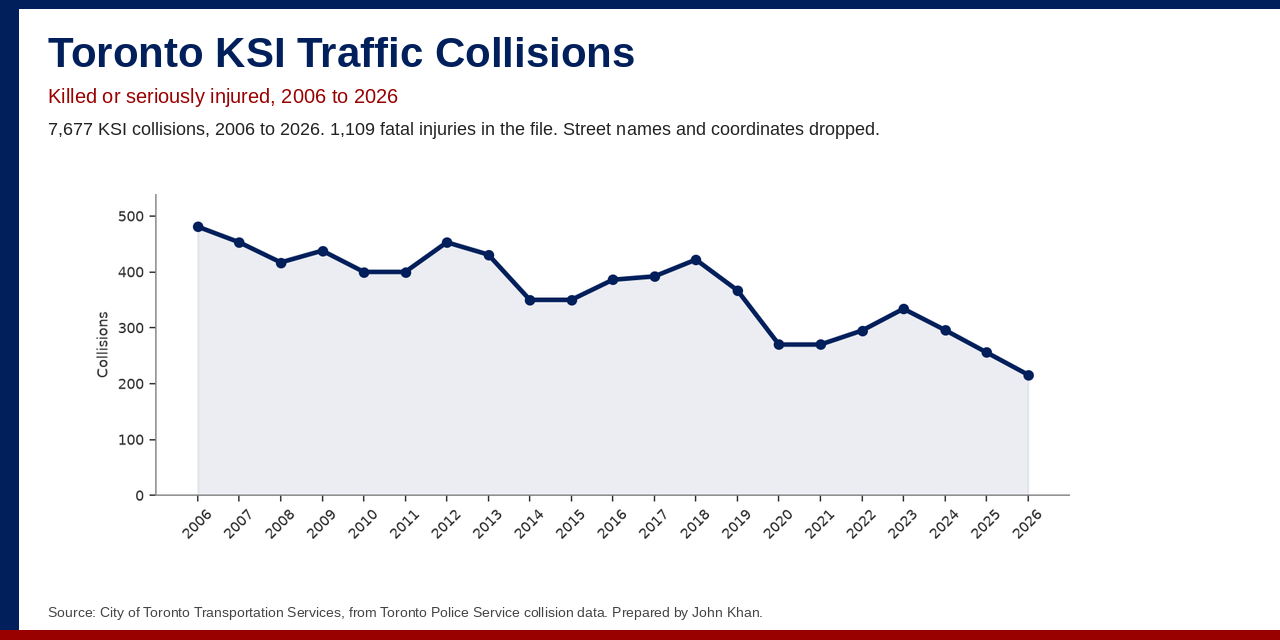 Toronto KSI Traffic Collisions
Killed or seriously injured, 2006 to 2026
7,677 KSI collisions, 2006 to 2026. 1,109 fatal injuries in the file. Street names and coordinates dropped.
500
400
300
200
100
0
Collisions
2006 2007 2008 2009 2010 2011 2012 2013 2014 2015 2016 2017 2018 2019 2020 2021 2022 2023 2024 2025 2026
Source: City of Toronto Transportation Services, from Toronto Police Service collision data. Prepared by John Khan.